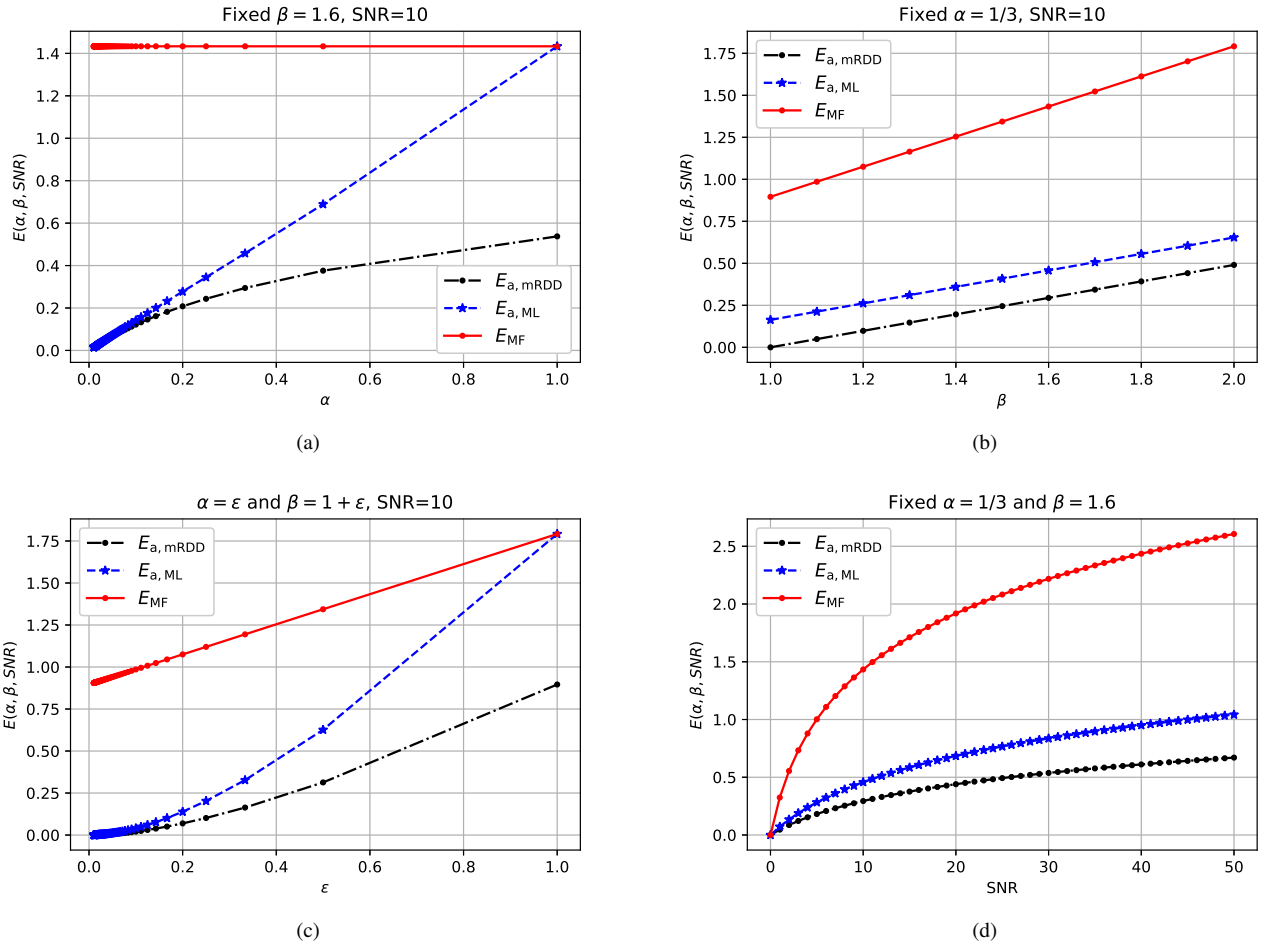 Fixed β = 1.6, SNR=10
E(α, β, SNR)
1.4
1.2
1.0
0.8
0.6
0.4
0.2
0.0
E_a, mRDD
E_a, ML
E_MF
0.0 0.2 0.4 0.6 0.8 1.0
α
(a)
Fixed α = 1/3, SNR=10
E(α, β, SNR)
1.75
1.50
1.25
1.00
0.75
0.50
0.25
0.00
E_a, mRDD
E_a, ML
E_MF
1.0 1.2 1.4 1.6 1.8 2.0
β
(b)
α = ε and β = 1 + ε, SNR=10
E(α, β, SNR)
1.75
1.50
1.25
1.00
0.75
0.50
0.25
0.00
E_a, mRDD
E_a, ML
E_MF
0.0 0.2 0.4 0.6 0.8 1.0
ε
(c)
Fixed α = 1/3 and β = 1.6
E(α, β, SNR)
2.5
2.0
1.5
1.0
0.5
0.0
E_a, mRDD
E_a, ML
E_MF
0 10 20 30 40 50
SNR
(d)